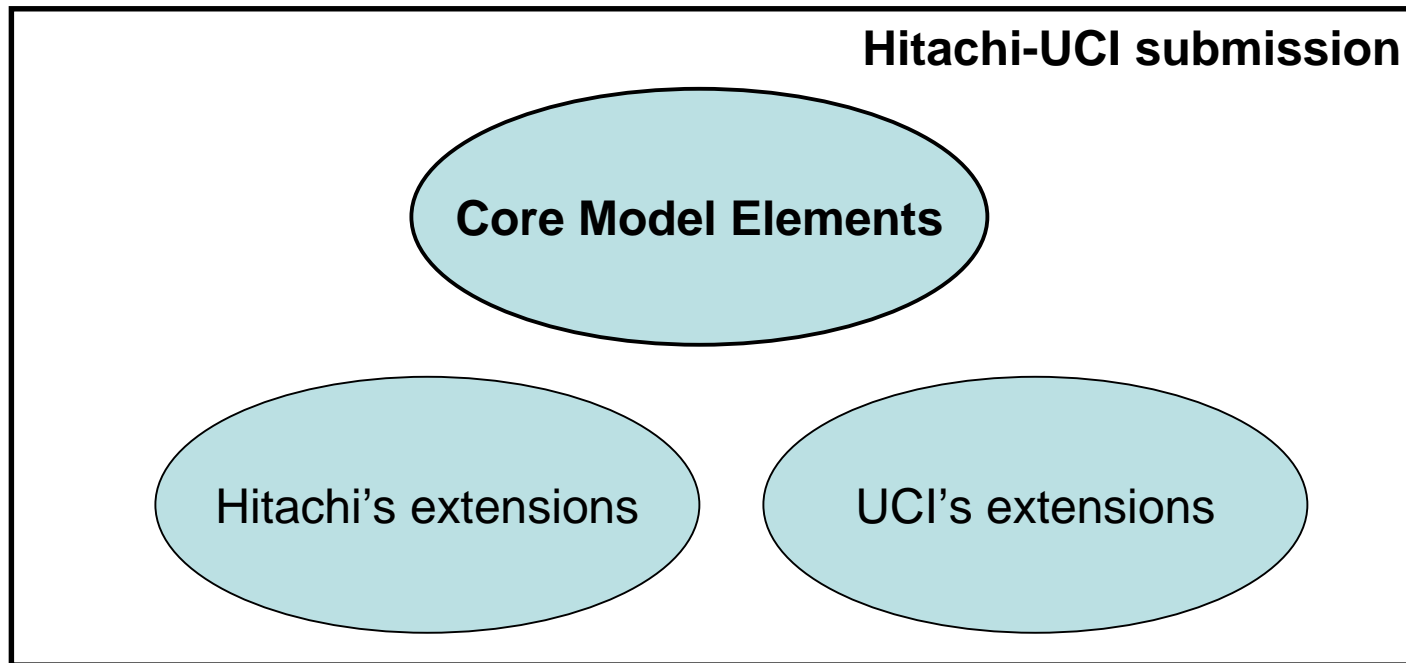 Hitachi-UCI submission
Core Model Elements
Hitachi’s extensions
UCI’s extensions